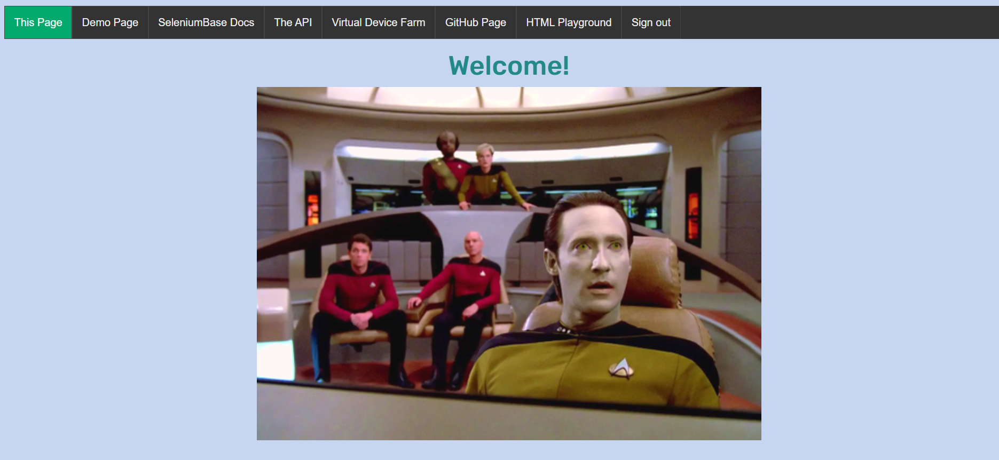 This Page Demo Page SeleniumBase Docs The API Virtual Device Farm GitHub Page HTML Playground Sign out
Welcome!